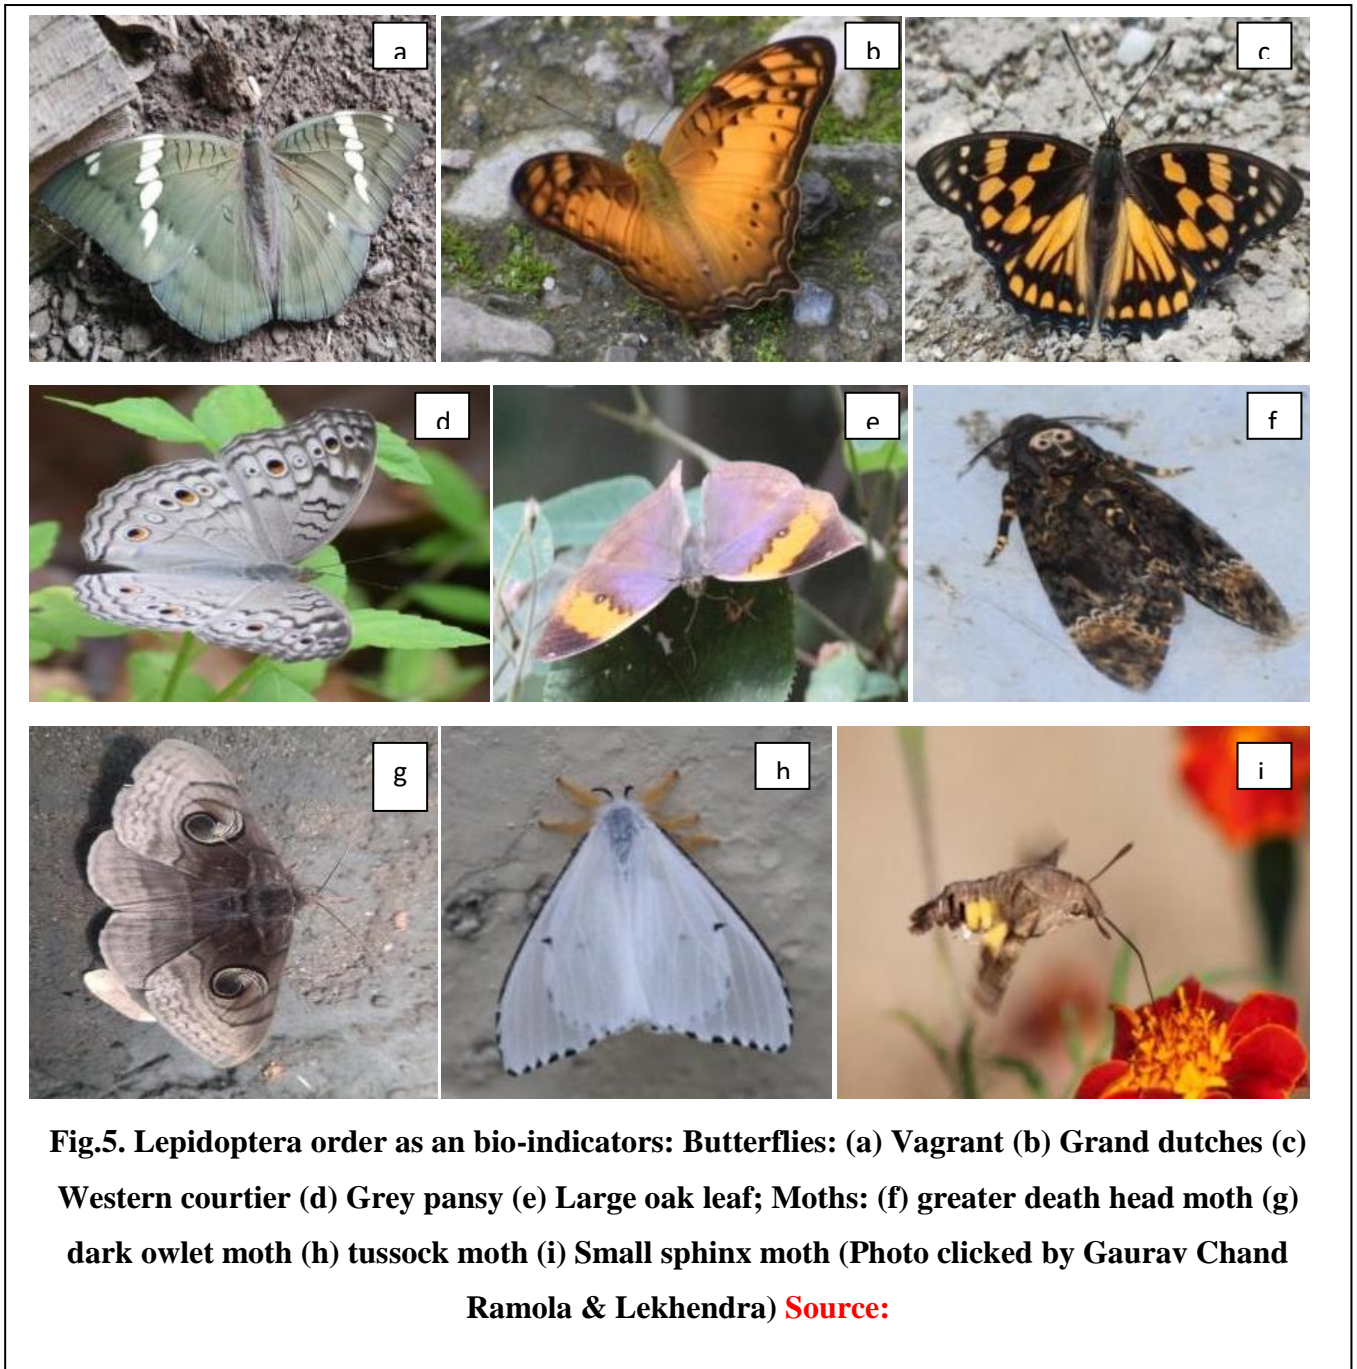 a
b
c
d
e
f
g
h
i
Fig.5. Lepidoptera order as an bio-indicators: Butterflies: (a) Vagrant (b) Grand dutches (c)
Western courtier (d) Grey pansy (e) Large oak leaf; Moths: (f) greater death head moth (g)
dark owlet moth (h) tussock moth (i) Small sphinx moth (Photo clicked by Gaurav Chand
Ramola & Lekhendra) Source: